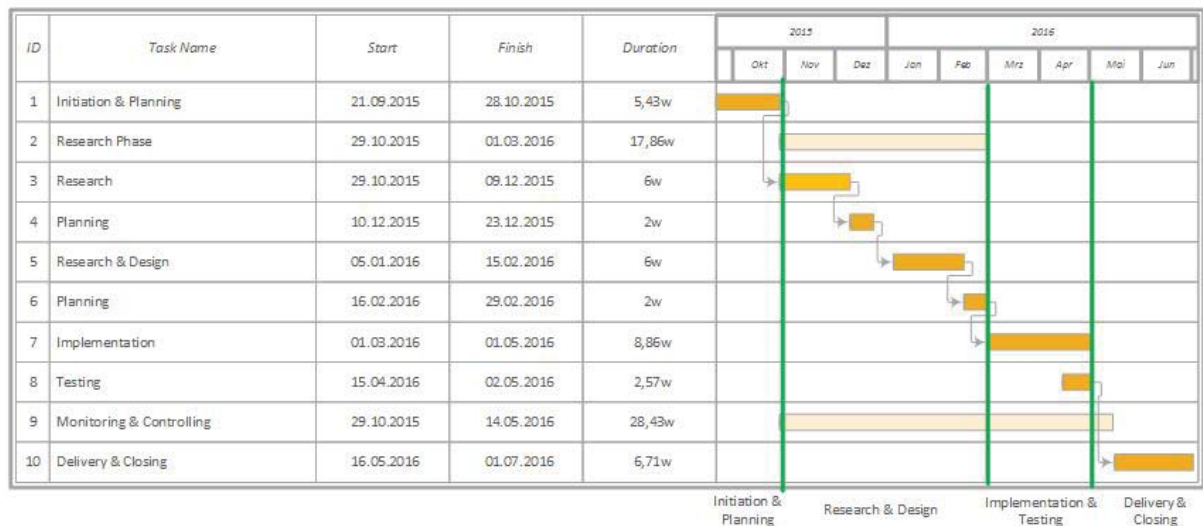 ID Task Name Start Finish Duration 2015 2016
Okt Nov Dez Jan Feb Mrz Apr Mai Jun
1 Initiation & Planning 21.09.2015 28.10.2015 5,43w
2 Research Phase 29.10.2015 01.03.2016 17,86w
3 Research 29.10.2015 09.12.2015 6w
4 Planning 10.12.2015 23.12.2015 2w
5 Research & Design 05.01.2016 15.02.2016 6w
6 Planning 16.02.2016 29.02.2016 2w
7 Implementation 01.03.2016 01.05.2016 8,86w
8 Testing 15.04.2016 02.05.2016 2,57w
9 Monitoring & Controlling 29.10.2015 14.05.2016 28,43w
10 Delivery & Closing 16.05.2016 01.07.2016 6,71w
Initiation &
Planning
Research & Design
Implementation &
Testing
Delivery &
Closing